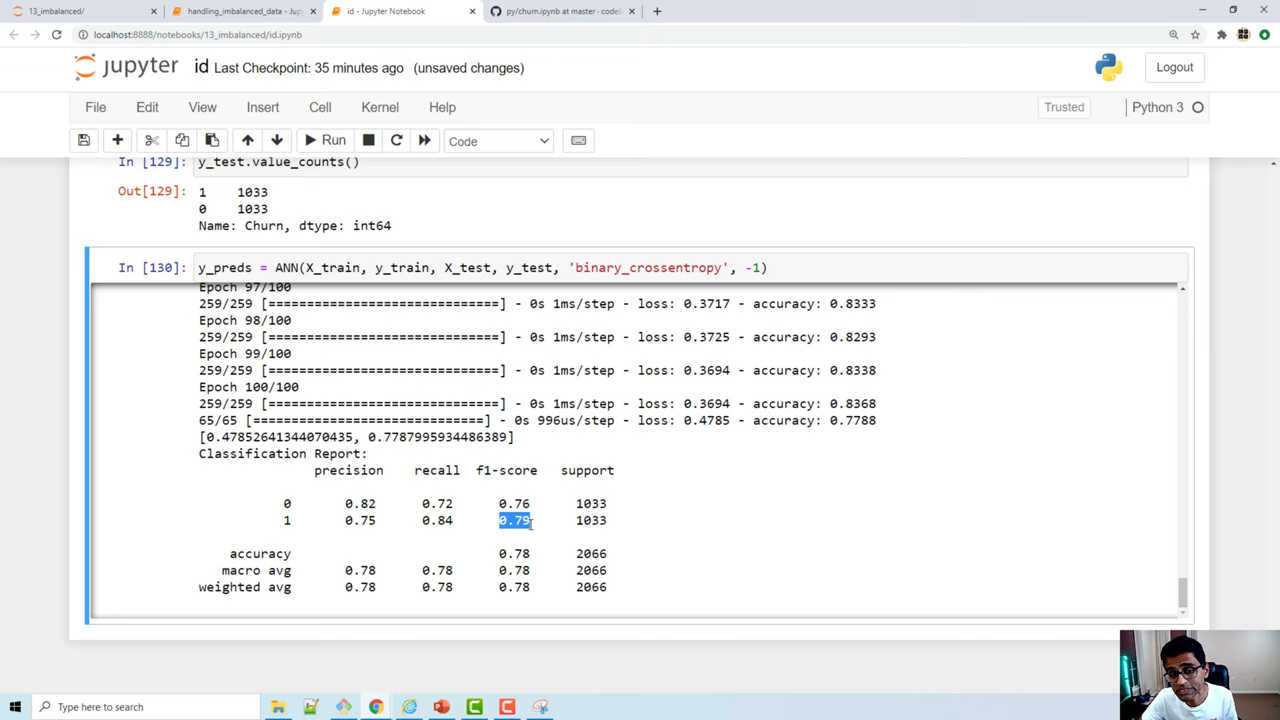 13_imbalanced/
handling_imbalanced_data - Jup
id - Jupyter Notebook
py/churn.ipynb at master · codeb
localhost:8888/notebooks/13_imbalanced/id.ipynb
jupyter id Last Checkpoint: 35 minutes ago (unsaved changes)
Logout
File Edit View Insert Cell Kernel Help
Trusted
Python 3
Run
Code
In [129]: y_test.value_counts()
Out[129]: 1 1033
0 1033
Name: Churn, dtype: int64
In [130]: y_preds = ANN(X_train, y_train, X_test, y_test, 'binary_crossentropy', -1)
Epoch 97/100
259/259 [==============================] - 0s 1ms/step - loss: 0.3717 - accuracy: 0.8333
Epoch 98/100
259/259 [==============================] - 0s 1ms/step - loss: 0.3725 - accuracy: 0.8293
Epoch 99/100
259/259 [==============================] - 0s 1ms/step - loss: 0.3694 - accuracy: 0.8338
Epoch 100/100
259/259 [==============================] - 0s 1ms/step - loss: 0.3694 - accuracy: 0.8368
65/65 [==============================] - 0s 996us/step - loss: 0.4785 - accuracy: 0.7788
[0.47852641344070435, 0.7787995934486389]
Classification Report:
precision recall f1-score support
0 0.82 0.72 0.76 1033
1 0.75 0.84 0.79 1033
accuracy 0.78 2066
macro avg 0.78 0.78 0.78 2066
weighted avg 0.78 0.78 0.78 2066
Type here to search